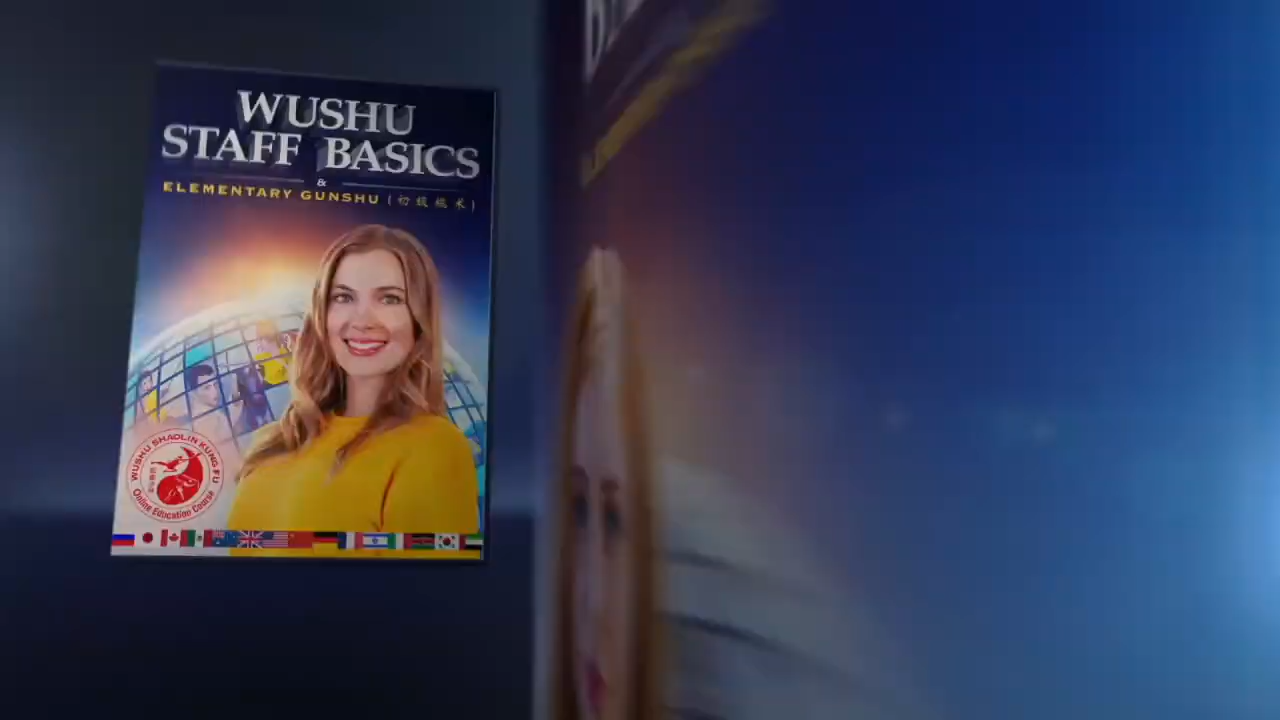 WUSHU
STAFF BASICS
&
ELEMENTARY GUNSHU (初级棍术)
WUSHU SHAOLIN KUNG FU
Online Education Course